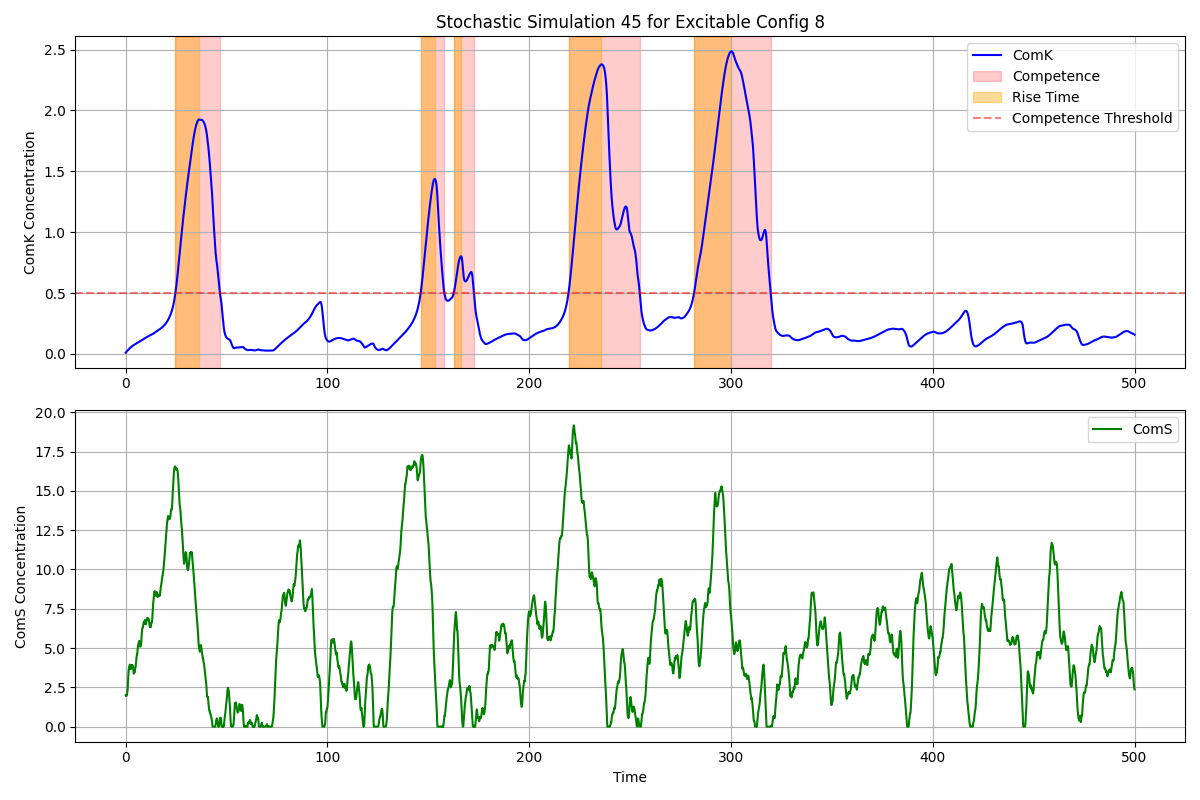 Stochastic Simulation 45 for Excitable Config 8
ComK Concentration
2.5
2.0
1.5
1.0
0.5
0.0
ComK
Competence
Rise Time
Competence Threshold
0 100 200 300 400 500
ComS Concentration
20.0
17.5
15.0
12.5
10.0
7.5
5.0
2.5
0.0
ComS
0 100 200 300 400 500
Time